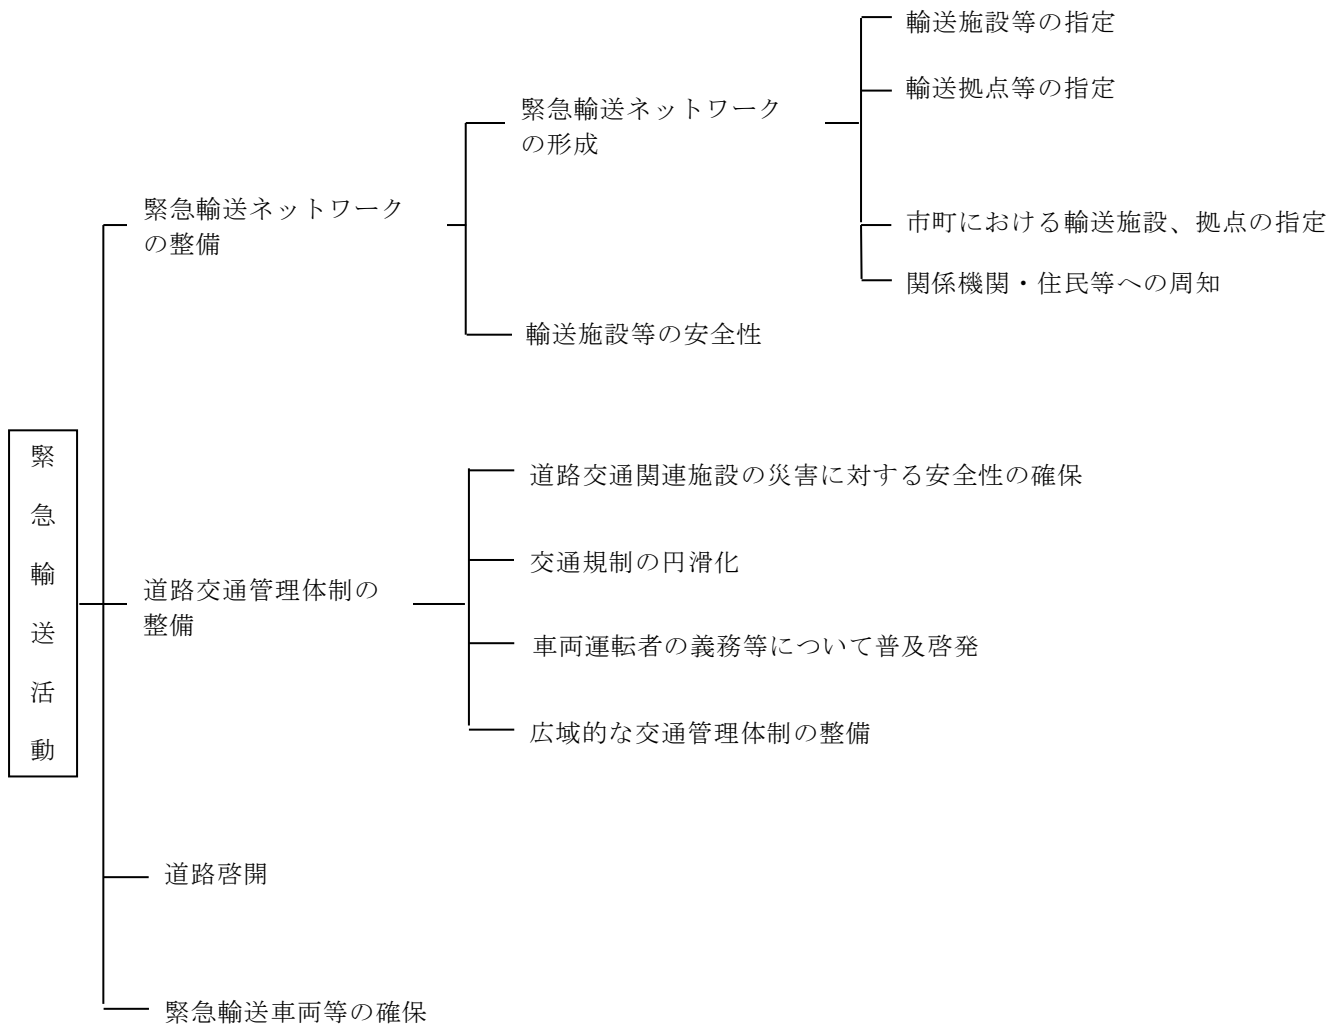 緊急輸送活動
緊急輸送ネットワーク
の整備
緊急輸送ネットワーク
の形成
輸送施設等の指定
輸送拠点等の指定
市町における輸送施設、拠点の指定
関係機関・住民等への周知
輸送施設等の安全性
道路交通管理体制の
整備
道路交通関連施設の災害に対する安全性の確保
交通規制の円滑化
車両運転者の義務等について普及啓発
広域的な交通管理体制の整備
道路啓開
緊急輸送車両等の確保